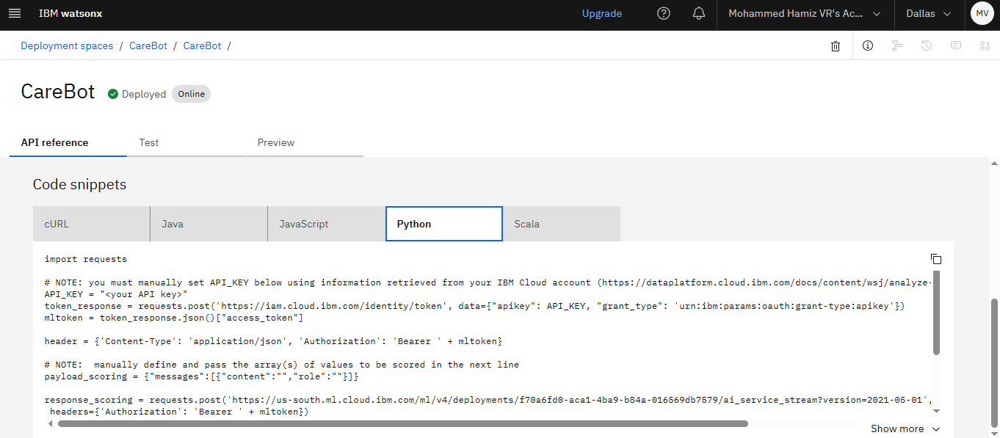 IBM watsonx
Upgrade
Mohammed Hamiz VR's Ac...
Dallas
MV
Deployment spaces / CareBot / CareBot /
CareBot
Deployed
Online
API reference
Test
Preview
Code snippets
cURL
Java
JavaScript
Python
Scala
import requests
# NOTE: you must manually set API_KEY below using information retrieved from your IBM Cloud account (https://dataplatform.cloud.ibm.com/docs/content/wsj/analyze-
API_KEY = "<your API key>"
token_response = requests.post('https://iam.cloud.ibm.com/identity/token', data={"apikey": API_KEY, "grant_type": 'urn:ibm:params:oauth:grant-type:apikey'})
mltoken = token_response.json()["access_token"]
header = {'Content-Type': 'application/json', 'Authorization': 'Bearer ' + mltoken}
# NOTE:  manually define and pass the array(s) of values to be scored in the next line
payload_scoring = {"messages":[{"content":"","role":""}]}
response_scoring = requests.post('https://us-south.ml.cloud.ibm.com/ml/v4/deployments/f70a6fd0-aca1-4ba9-b84a-016569db7579/ai_service_stream?version=2021-05-01',
headers={'Authorization': 'Bearer ' + mltoken})
Show more